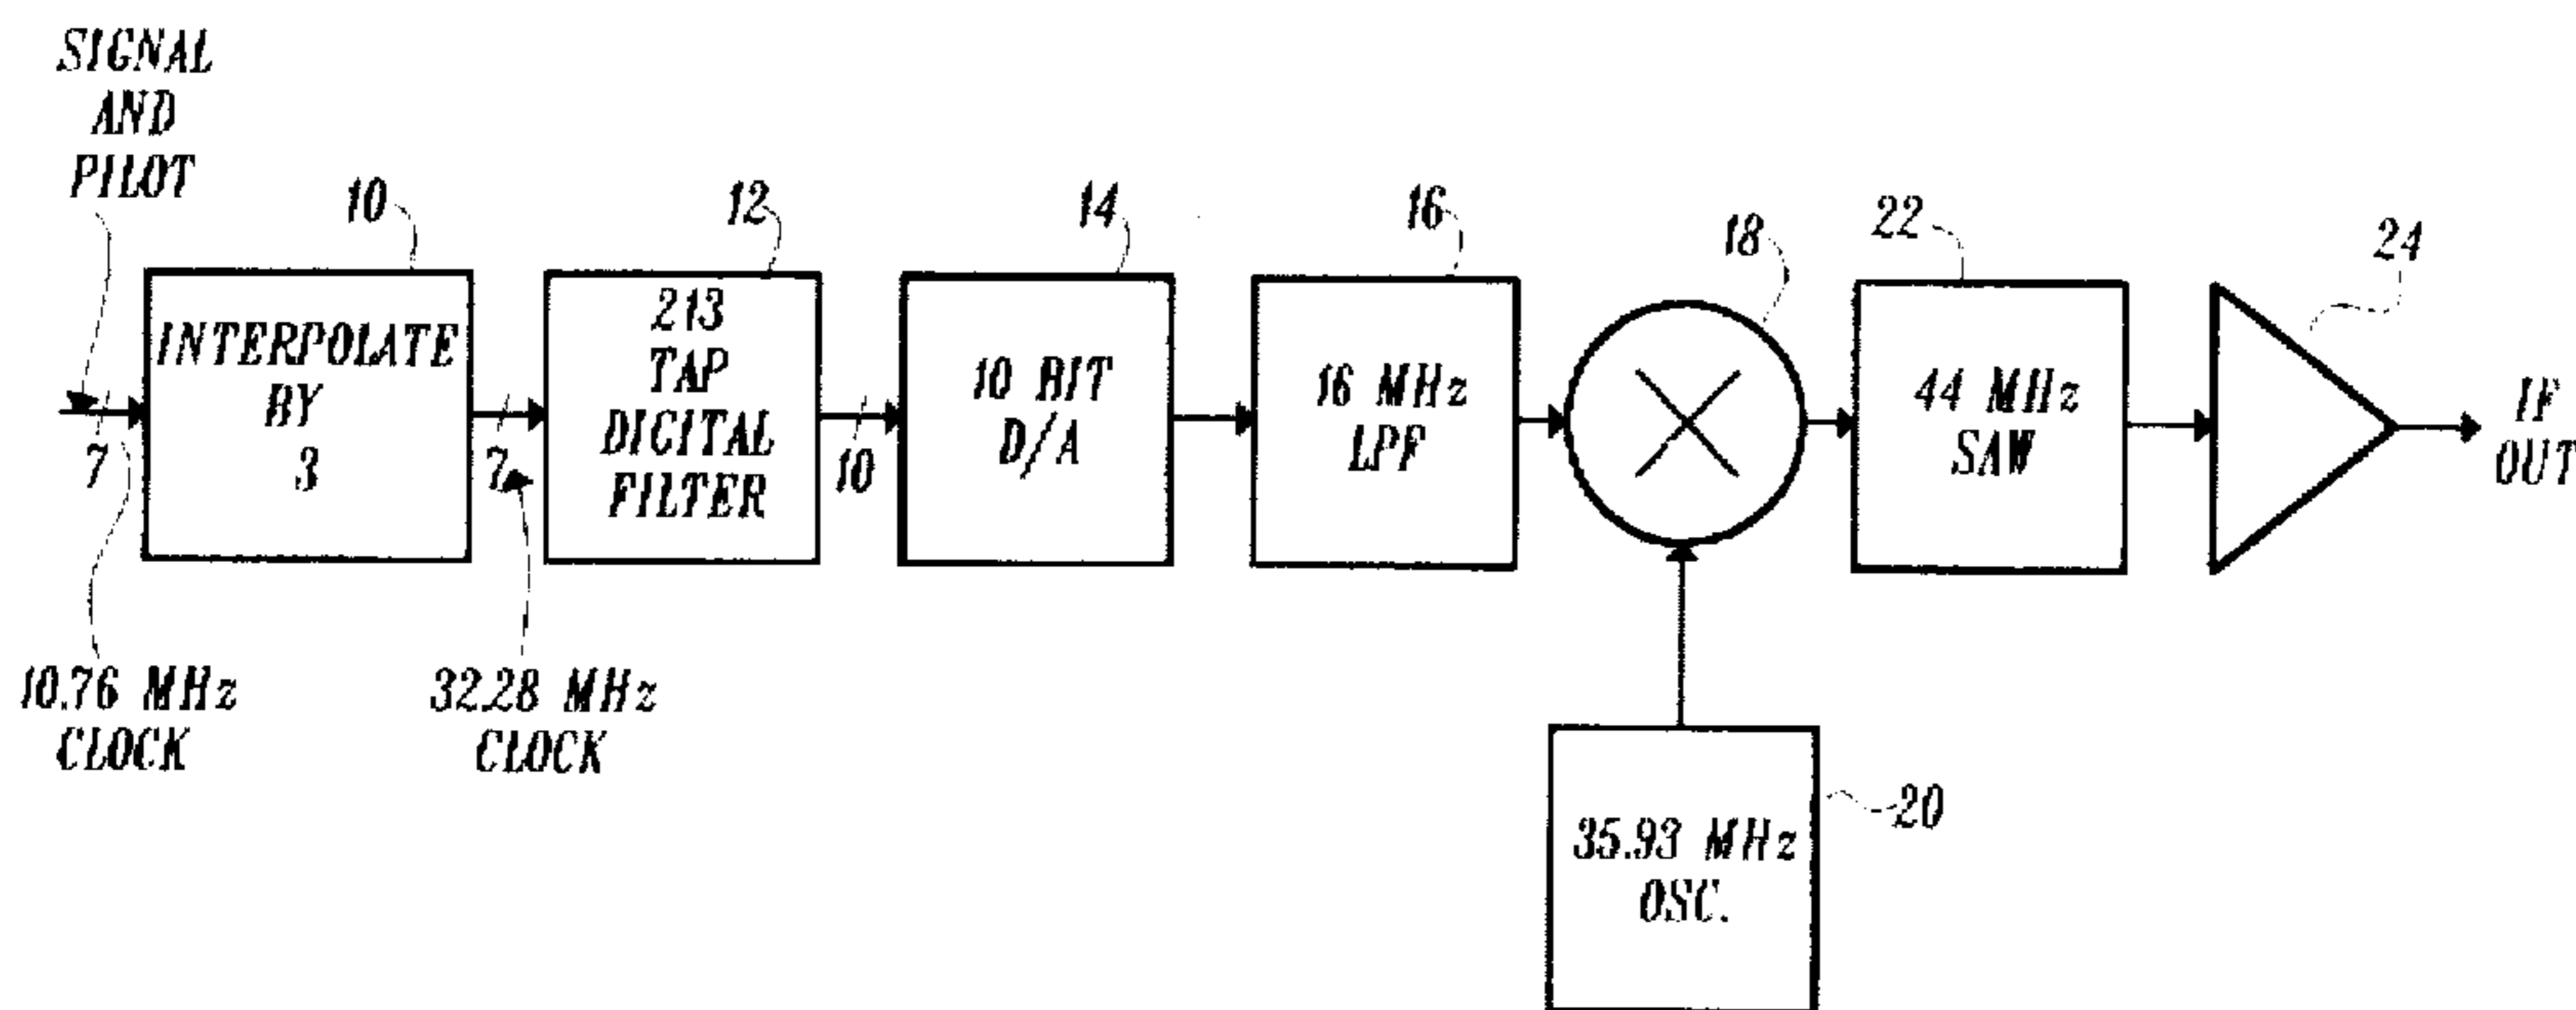 SIGNAL
AND
PILOT
10
12
14
16
18
22
24
INTERPOLATE
BY
3
213
TAP
DIGITAL
FILTER
10 BIT
D/A
16 MHz
LPF
44 MHz
SAW
IF
OUT
7
7
10
10.76 MHz
CLOCK
32.28 MHz
CLOCK
35.93 MHz
OSC.
20